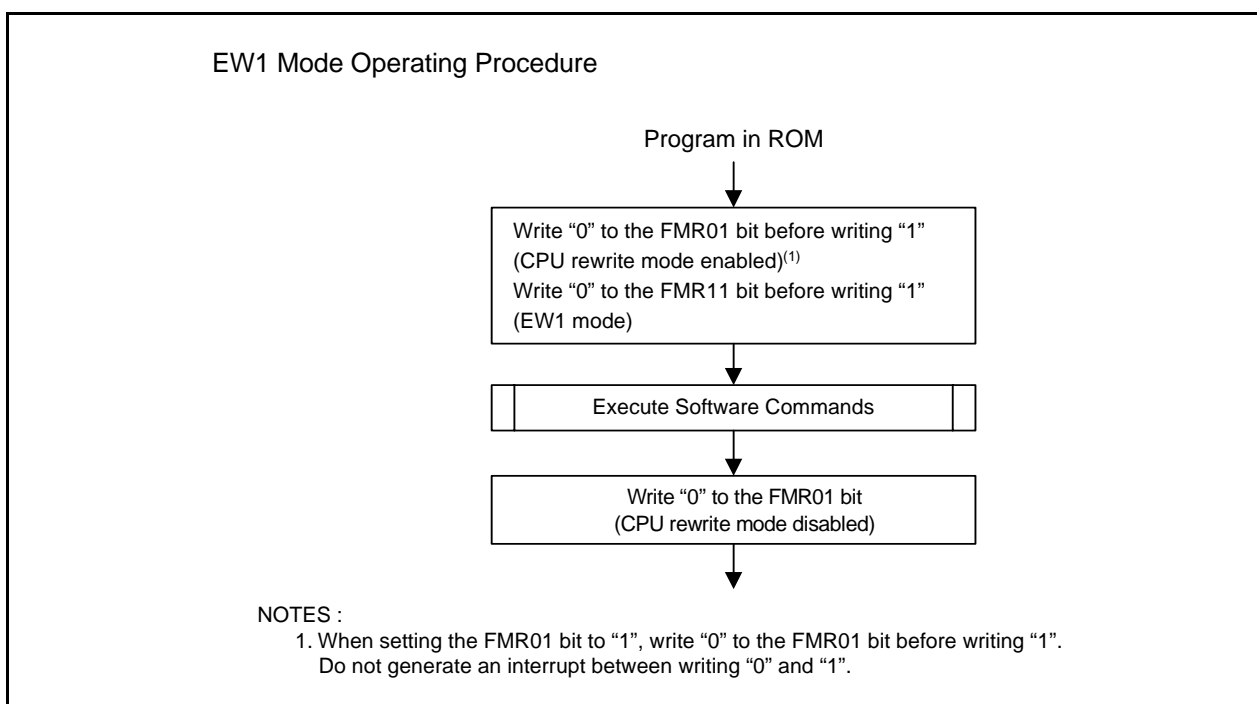 EW1 Mode Operating Procedure
Program in ROM
Write “0” to the FMR01 bit before writing “1”
(CPU rewrite mode enabled)(1)
Write “0” to the FMR11 bit before writing “1”
(EW1 mode)
Execute Software Commands
Write “0” to the FMR01 bit
(CPU rewrite mode disabled)
NOTES :
1. When setting the FMR01 bit to “1”, write “0” to the FMR01 bit before writing “1”.
Do not generate an interrupt between writing “0” and “1”.